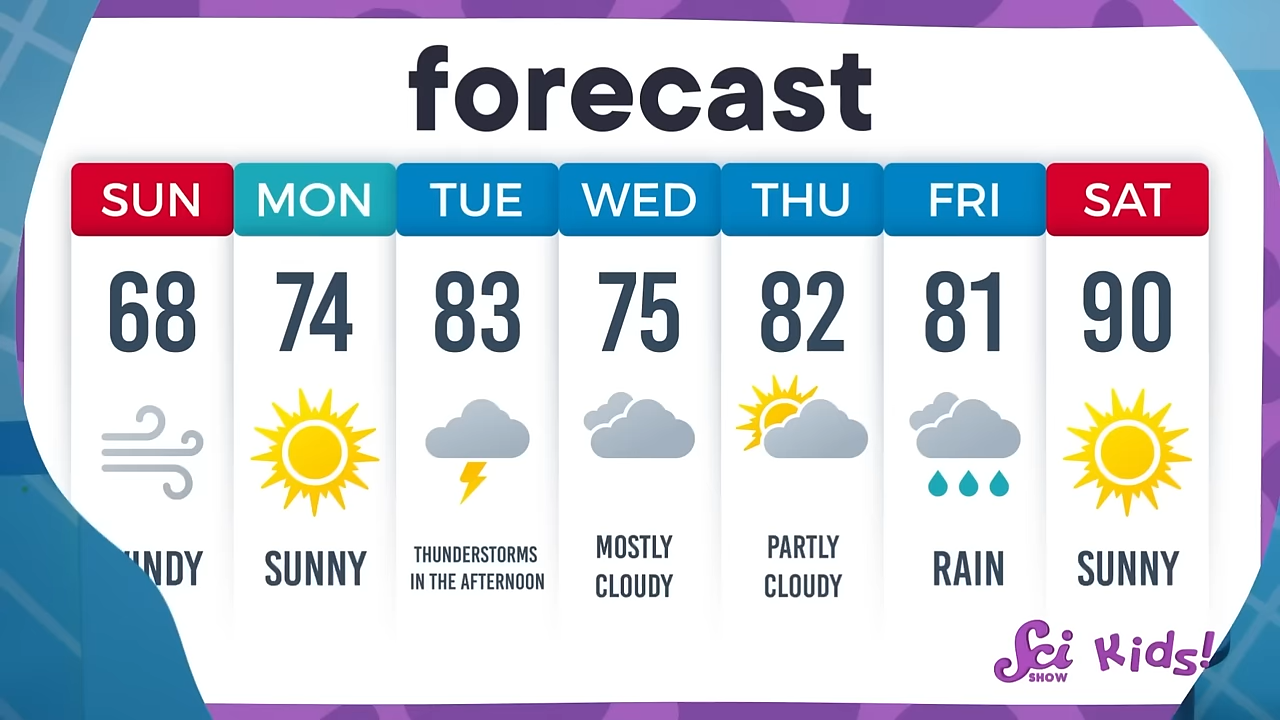 forecast
SUN MON TUE WED THU FRI SAT
68 74 83 75 82 81 90
SUNNY
THUNDERSTORMS
IN THE AFTERNOON
MOSTLY
CLOUDY
PARTLY
CLOUDY
RAIN
SUNNY
Sci Kids!
SHOW